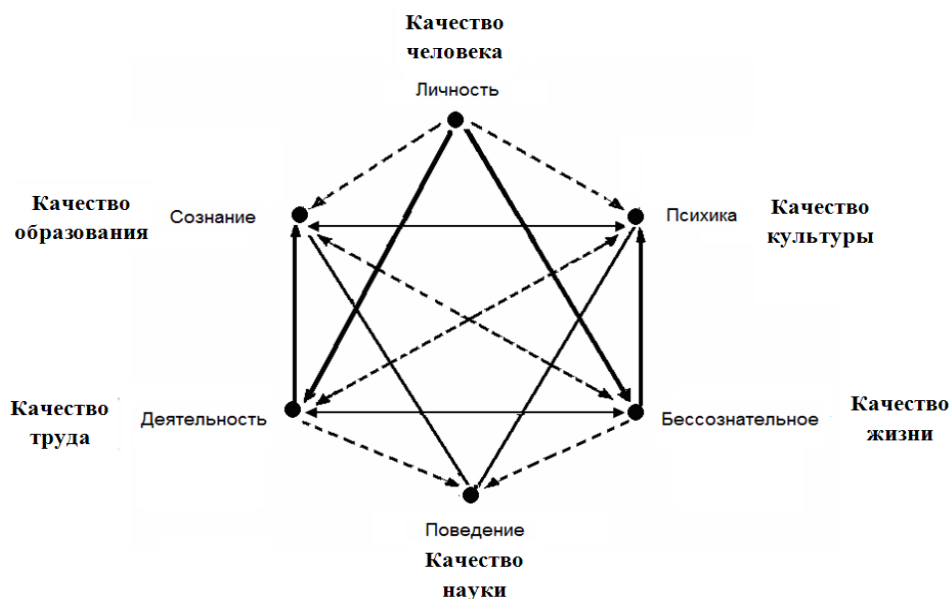 Качество
человека
Личность
Качество
образования
Сознание
Психика
Качество
культуры
Качество
труда
Деятельность
Бессознательное
Качество
жизни
Поведение
Качество
науки